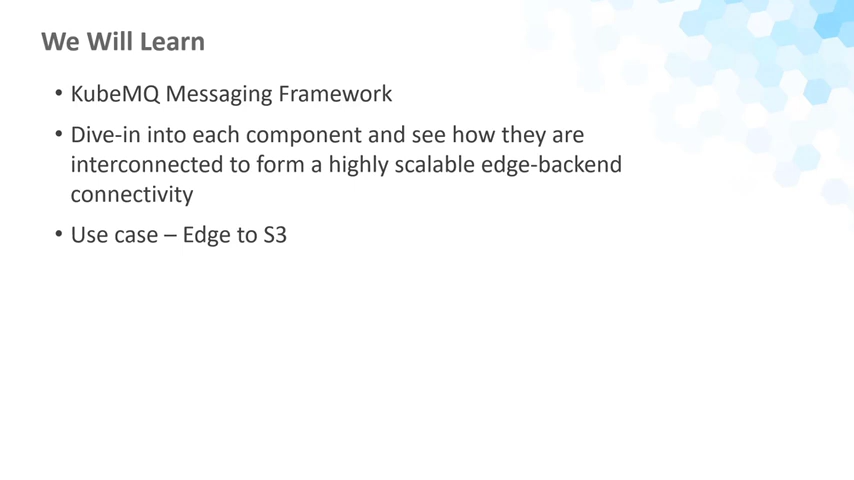 We Will Learn
• KubeMQ Messaging Framework
• Dive-in into each component and see how they are
interconnected to form a highly scalable edge-backend
connectivity
• Use case – Edge to S3